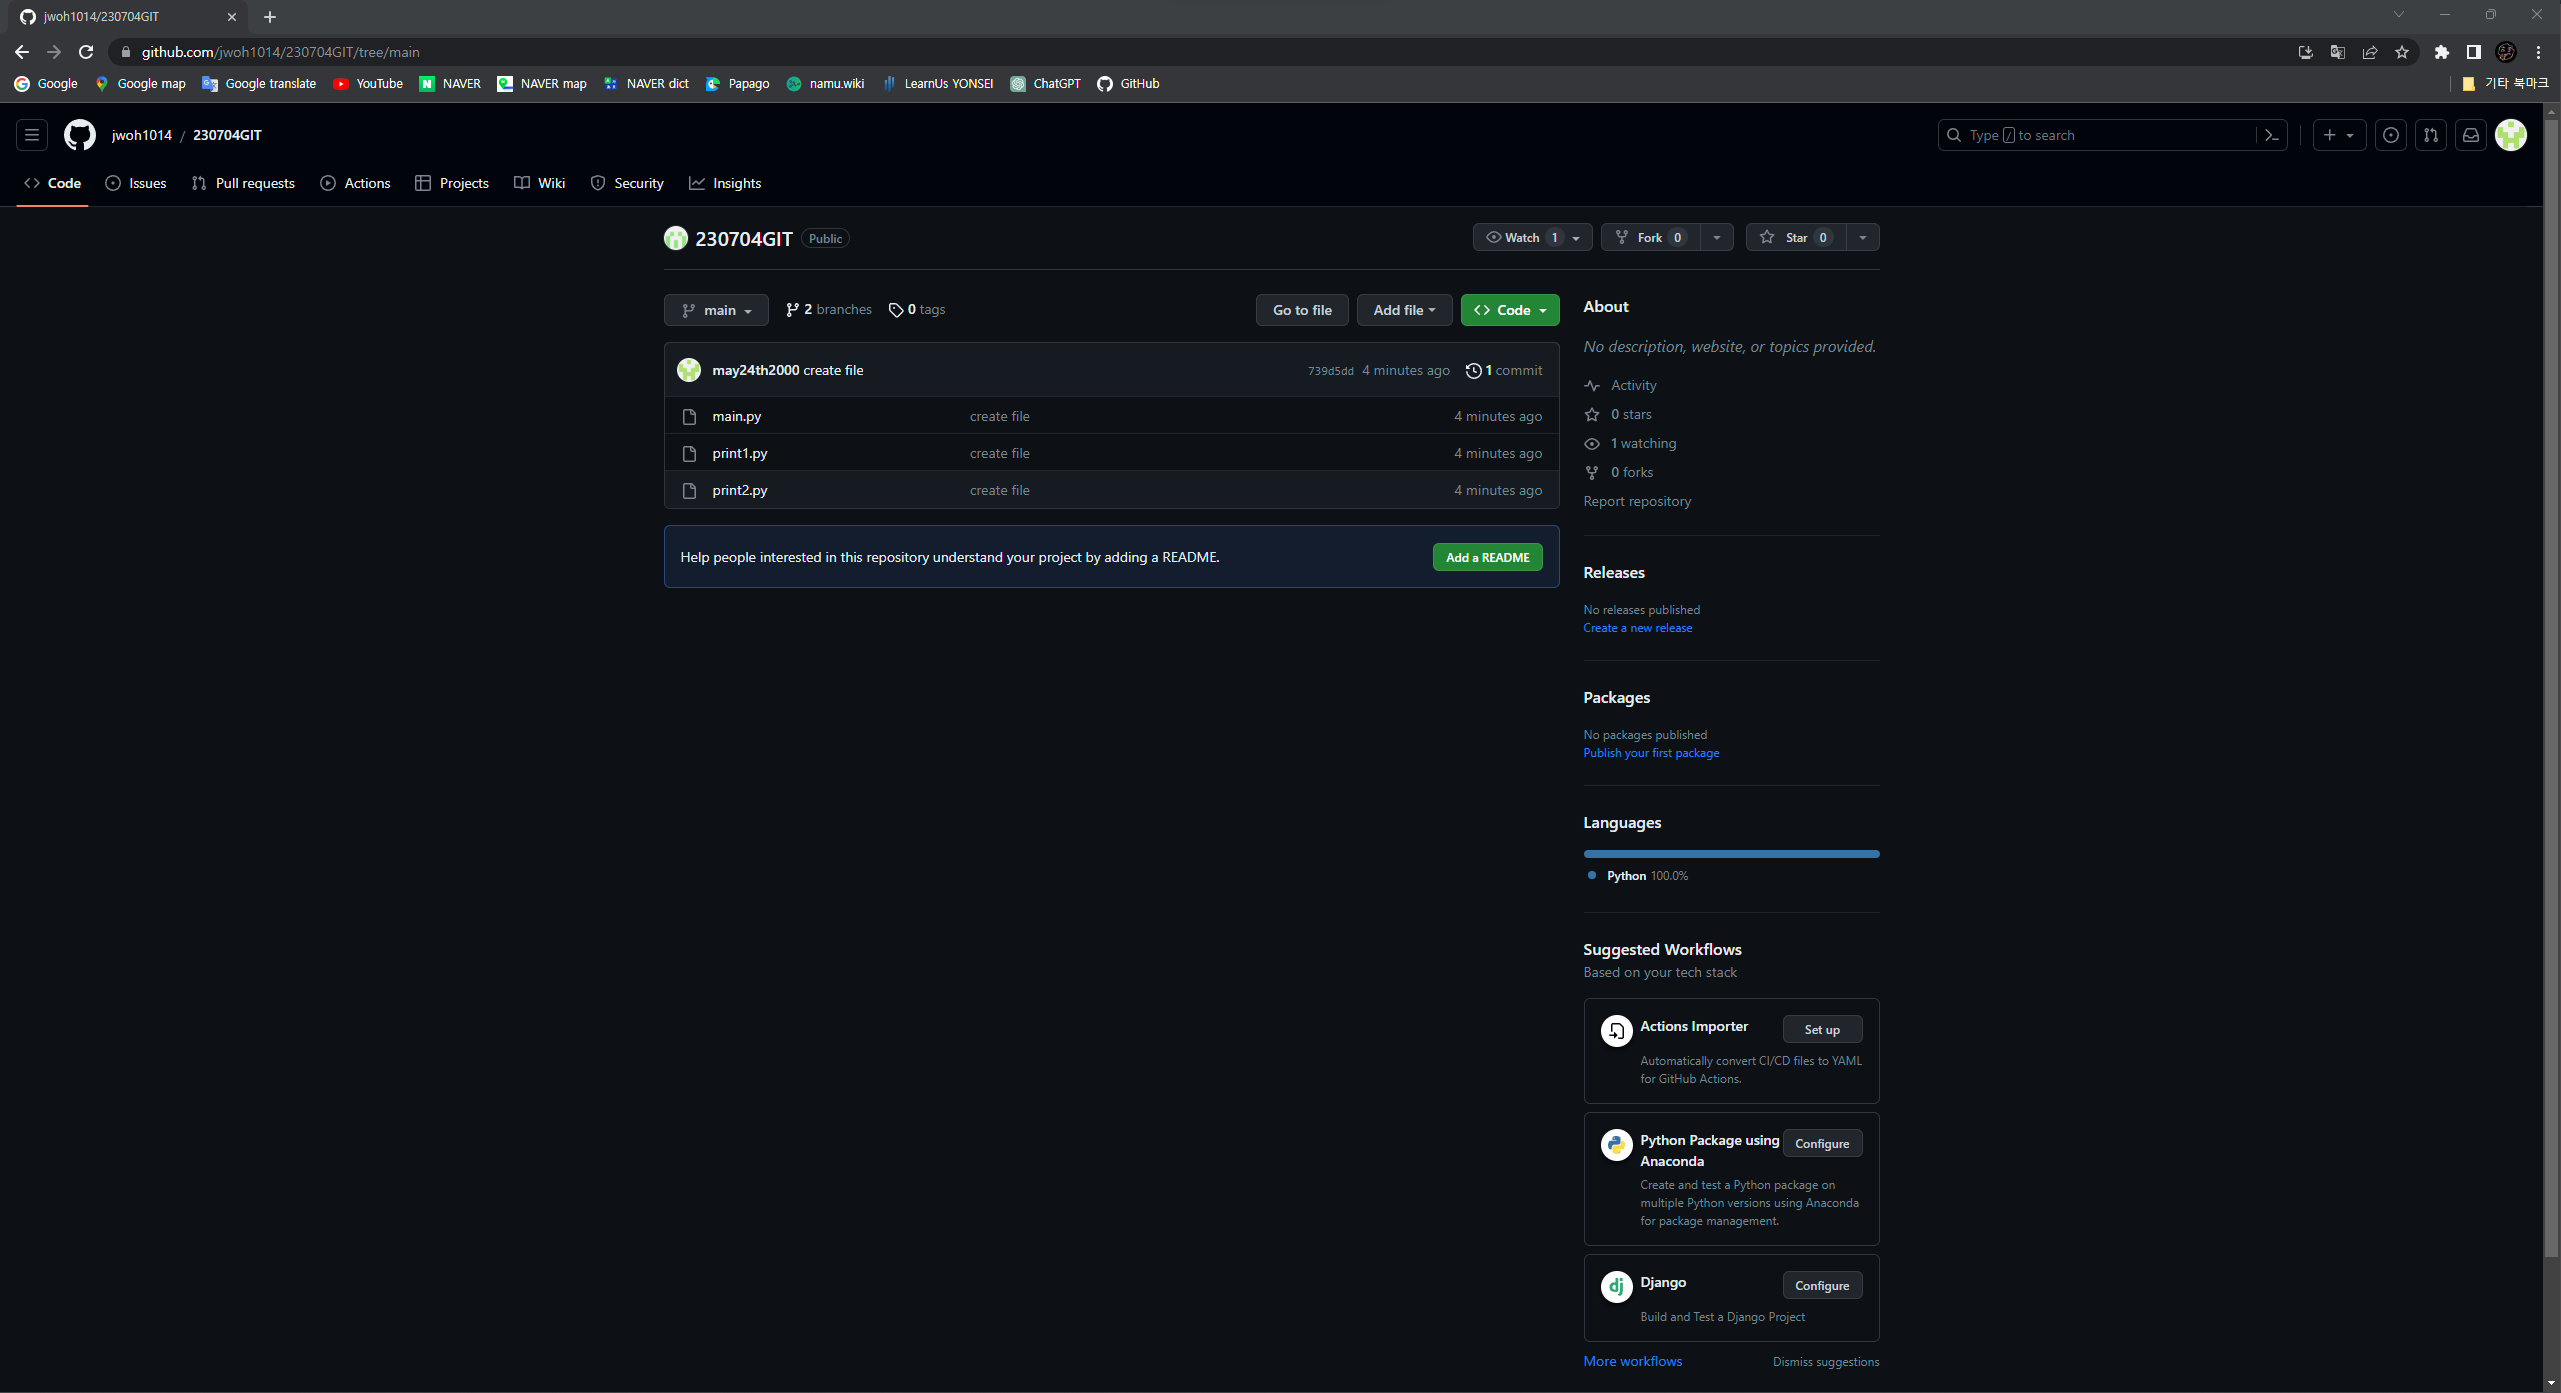 jwoh1014/230704GIT
github.com/jwoh1014/230704GIT/tree/main
Google Google map Google translate YouTube NAVER NAVER map NAVER dict Papago namu.wiki LearnUs YONSEI ChatGPT GitHub 기타 북마크
jwoh1014 / 230704GIT Type / to search
Code Issues Pull requests Actions Projects Wiki Security Insights
230704GIT Public Watch 1 Fork 0 Star 0
main 2 branches 0 tags Go to file Add file Code
may24th2000 create file 739d5dd 4 minutes ago 1 commit
main.py create file 4 minutes ago
print1.py create file 4 minutes ago
print2.py create file 4 minutes ago
Help people interested in this repository understand your project by adding a README. Add a README
About
No description, website, or topics provided.
Activity
0 stars
1 watching
0 forks
Report repository
Releases
No releases published
Create a new release
Packages
No packages published
Publish your first package
Languages
Python 100.0%
Suggested Workflows
Based on your tech stack
Actions Importer Set up
Automatically convert CI/CD files to YAML
for GitHub Actions.
Python Package using Configure
Anaconda
Create and test a Python package on
multiple Python versions using Anaconda
for package management.
dj Django Configure
Build and Test a Django Project
More workflows Dismiss suggestions